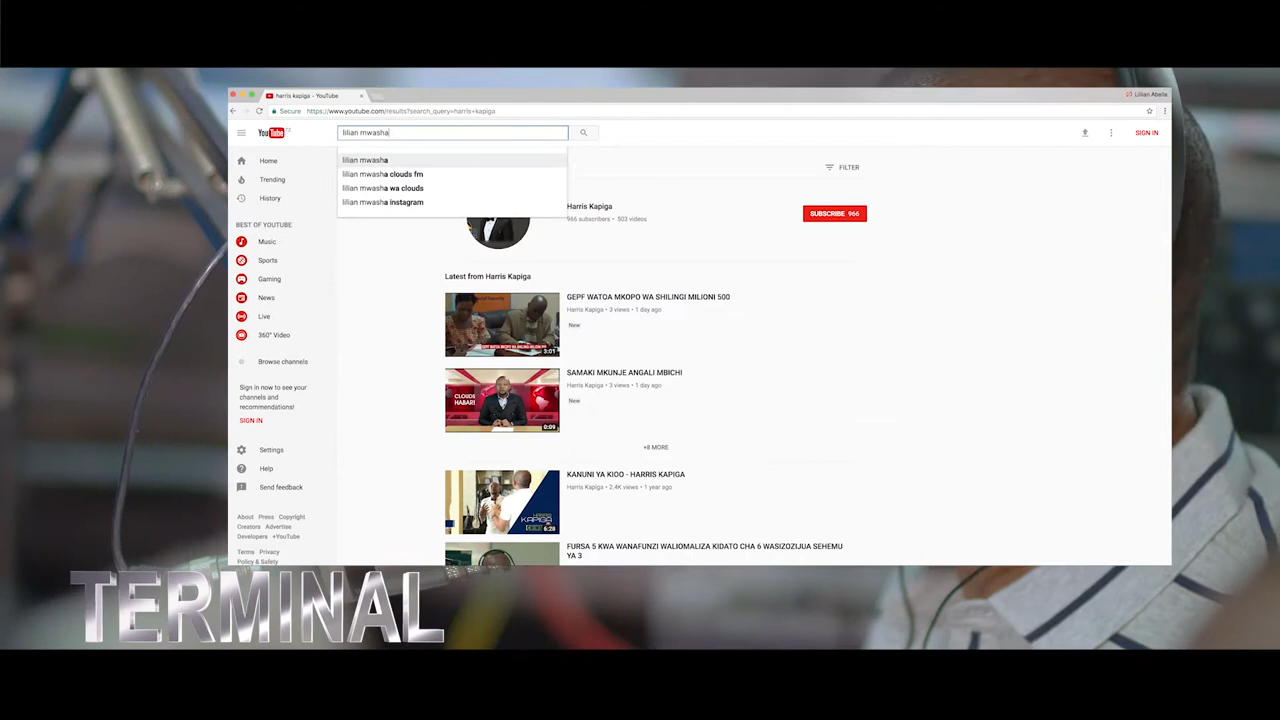 harris kapiga - YouTube
Lillian Abella
Secure https://www.youtube.com/results?search_query=harris+kapiga
YouTube TZ
lilian mwasha
SIGN IN
lilian mwasha
lilian mwasha clouds fm
lilian mwasha wa clouds
lilian mwasha instagram
Home
Trending
History
BEST OF YOUTUBE
Music
Sports
Gaming
News
Live
360° Video
Browse channels
Sign in now to see your
channels and
recommendations!
SIGN IN
Settings
Help
Send feedback
About Press Copyright
Creators Advertise
Developers +YouTube
Terms Privacy
Policy & Safety
FILTER
Harris Kapiga
966 subscribers • 503 videos
SUBSCRIBE 966
Latest from Harris Kapiga
GEPF WATOA MKOPO WA SHILINGI MILIONI 500
Harris Kapiga • 3 views • 1 day ago
New
3:01
SAMAKI MKUNJE ANGALI MBICHI
Harris Kapiga • 3 views • 1 day ago
New
CLOUDS
HABARI
0:09
+8 MORE
KANUNI YA KIOO - HARRIS KAPIGA
Harris Kapiga • 2.4K views • 1 year ago
HARRIS
KAPIGA
6:28
FURSA 5 KWA WANAFUNZI WALIOMALIZA KIDATO CHA 6 WASIZOZIJUA SEHEMU
YA 3
TERMINAL